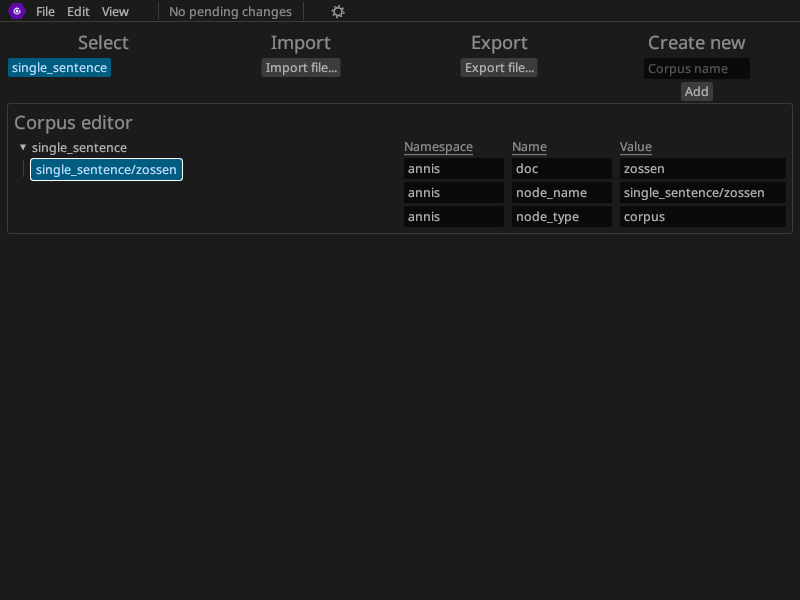 File Edit View No pending changes
Select Import Export Create new
single_sentence Import file... Export file... Corpus name
Add
Corpus editor
single_sentence Namespace Name Value
single_sentence/zossen annis doc zossen
annis node_name single_sentence/zossen
annis node_type corpus